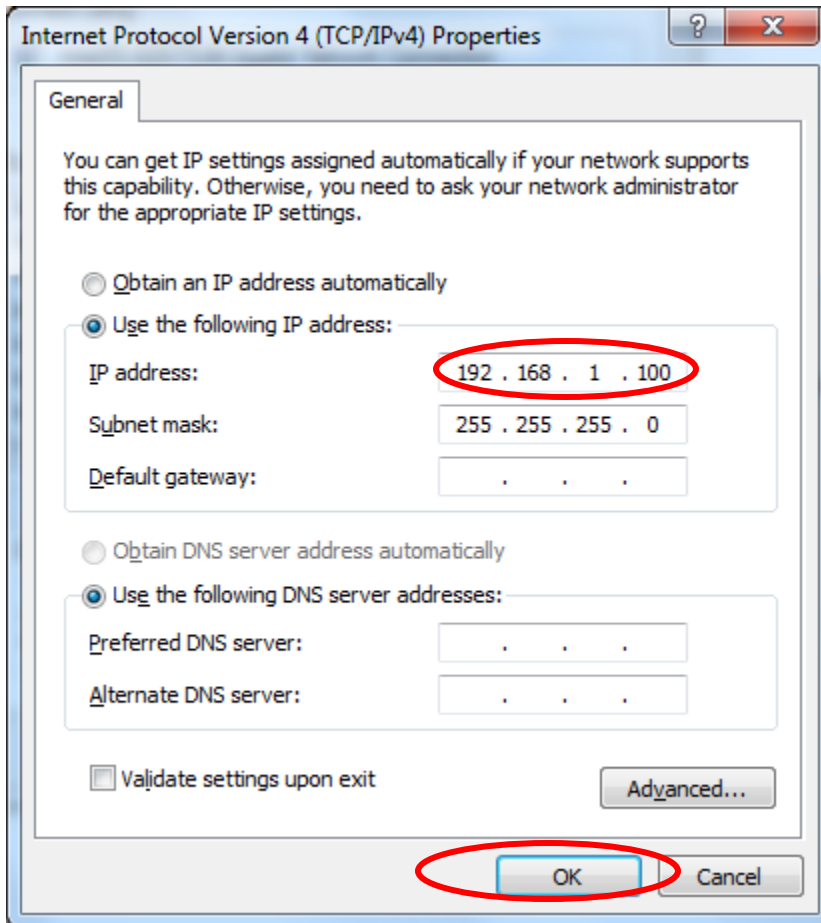 Internet Protocol Version 4 (TCP/IPv4) Properties
?
X
General
You can get IP settings assigned automatically if your network supports
this capability. Otherwise, you need to ask your network administrator
for the appropriate IP settings.
Obtain an IP address automatically
Use the following IP address:
IP address: 192 . 168 . 1 . 100
Subnet mask: 255 . 255 . 255 . 0
Default gateway: . . .
Obtain DNS server address automatically
Use the following DNS server addresses:
Preferred DNS server: . . .
Alternate DNS server: . . .
Validate settings upon exit
Advanced...
OK Cancel